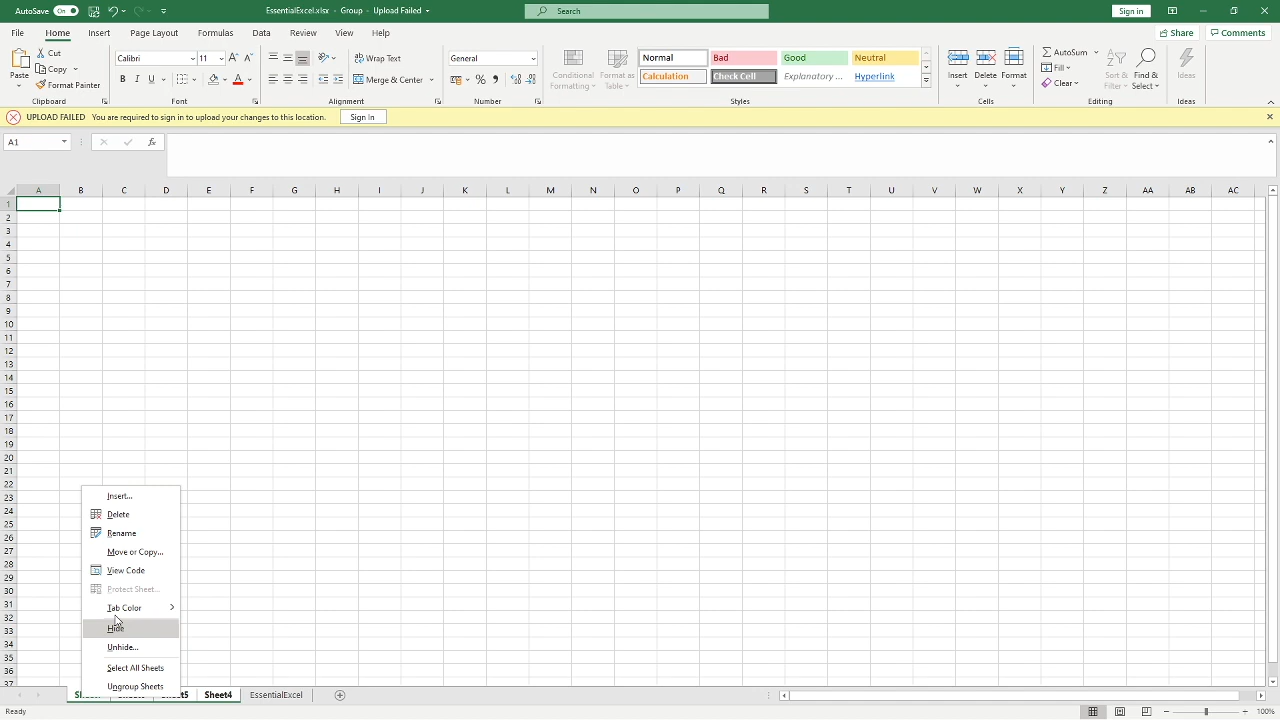 AutoSave On EssentialExcel.xlsx - Group - Upload Failed Search Sign in
File Home Insert Page Layout Formulas Data Review View Help Share Comments
Paste Cut Copy Format Painter
Clipboard
Calibri 11 A A
B I U A
Font
Wrap Text
Merge & Center
Alignment
General
$ % 9
Number
Conditional Formatting
Format as Table
Normal Bad Good Neutral
Calculation Check Cell Explanatory ... Hyperlink
Styles
Insert Delete Format
Cells
AutoSum
Fill
Clear
Sort & Filter
Find & Select
Editing
Ideas
Ideas
UPLOAD FAILED You are required to sign in to upload your changes to this location. Sign In
A1 fx
A B C D E F G H I J K L M N O P Q R S T U V W X Y Z AA AB AC
1
2
3
4
5
6
7
8
9
10
11
12
13
14
15
16
17
18
19
20
21
22
23
24
25
26
27
28
29
30
31
32
33
34
35
36
37
Insert...
Delete
Rename
Move or Copy...
View Code
Protect Sheet...
Tab Color
Hide
Unhide...
Select All Sheets
Ungroup Sheets
Sheet4 EssentialExcel
Ready 100%